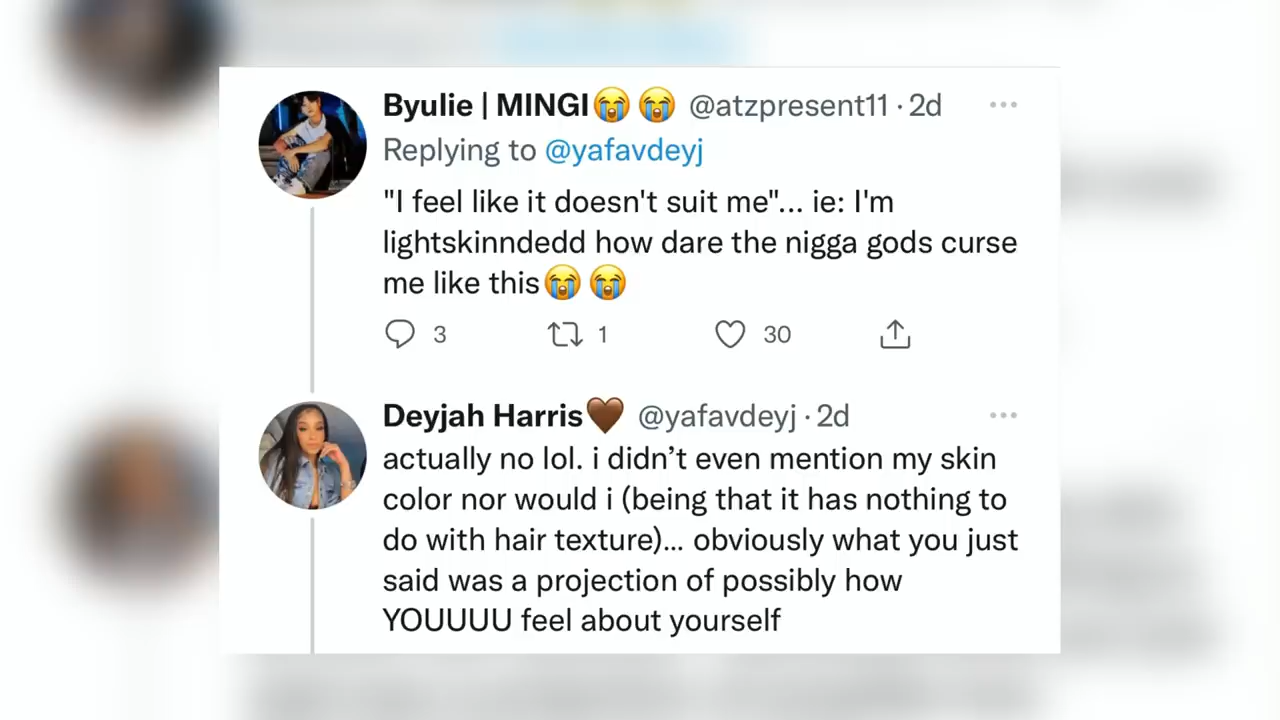 Byulie | MINGI😭😭 @atzpresent11 · 2d
Replying to @yafavdeyj
"I feel like it doesn't suit me"... ie: I'm
lightskinndedd how dare the nigga gods curse
me like this😭😭
3 1 30
Deyjah Harris🤎 @yafavdeyj · 2d
actually no lol. i didn’t even mention my skin
color nor would i (being that it has nothing to
do with hair texture)... obviously what you just
said was a projection of possibly how
YOUUUU feel about yourself